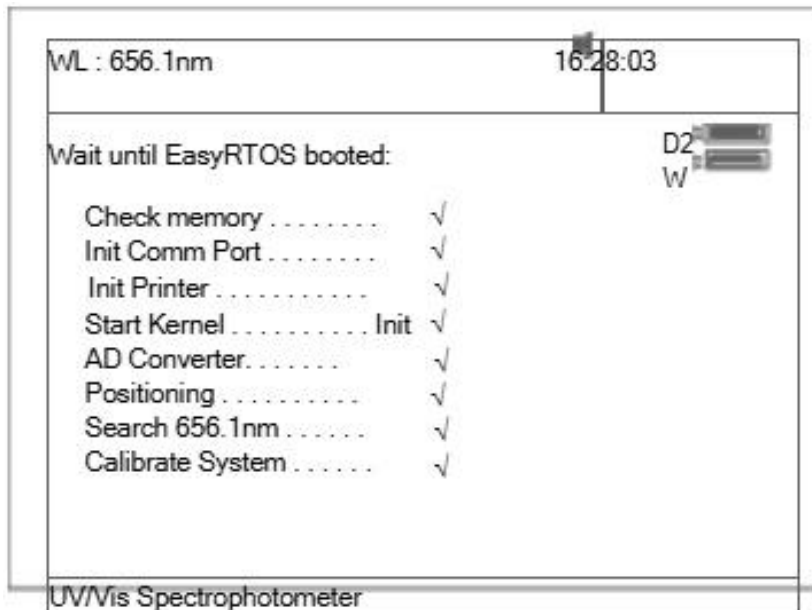 WL : 656.1nm 16:28:03
Wait until EasyRTOS booted:
D2
W
Check memory . . . . . . . . √
Init Comm Port . . . . . . . . √
Init Printer . . . . . . . . . . . √
Start Kernel . . . . . . . . . . Init √
AD Converter. . . . . . . √
Positioning . . . . . . . . . . √
Search 656.1nm . . . . . . √
Calibrate System . . . . . . √
UV/Vis Spectrophotometer